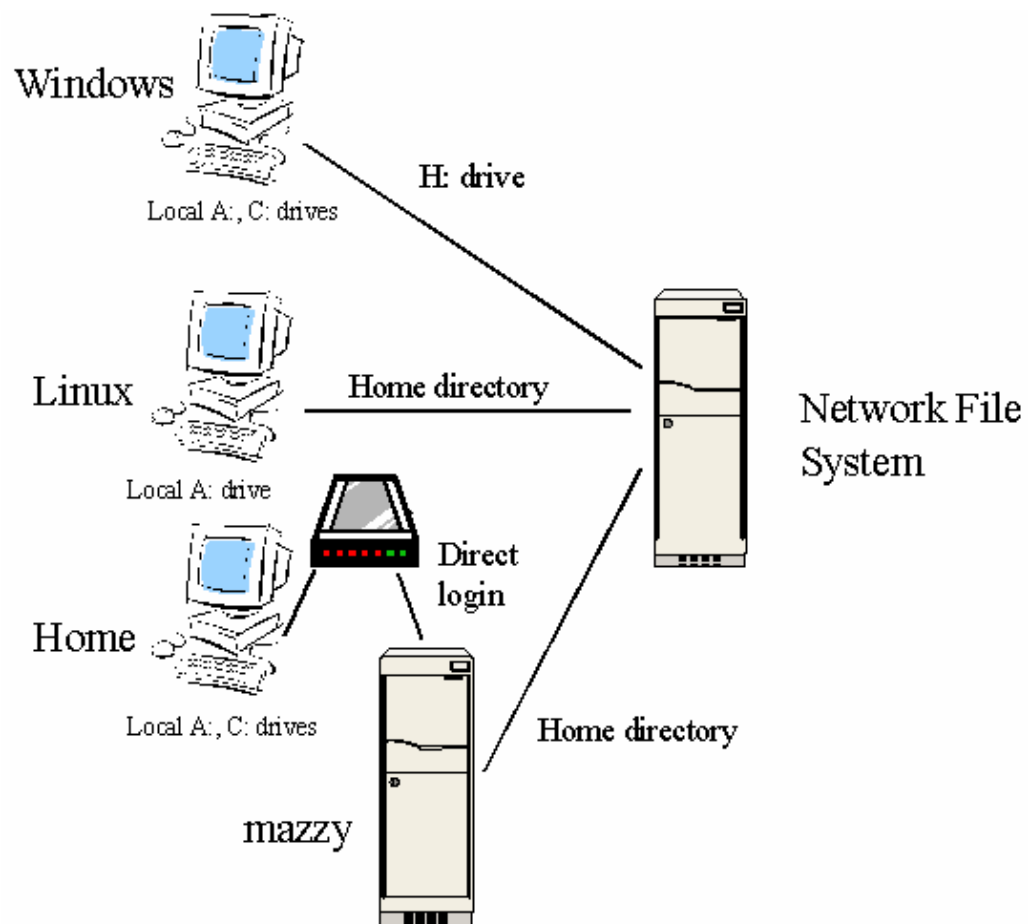 Windows
Local A:, C: drives
H: drive
Linux
Home directory
Network File
System
Local A: drive
Direct
login
Home
Local A:, C: drives
Home directory
mazzy